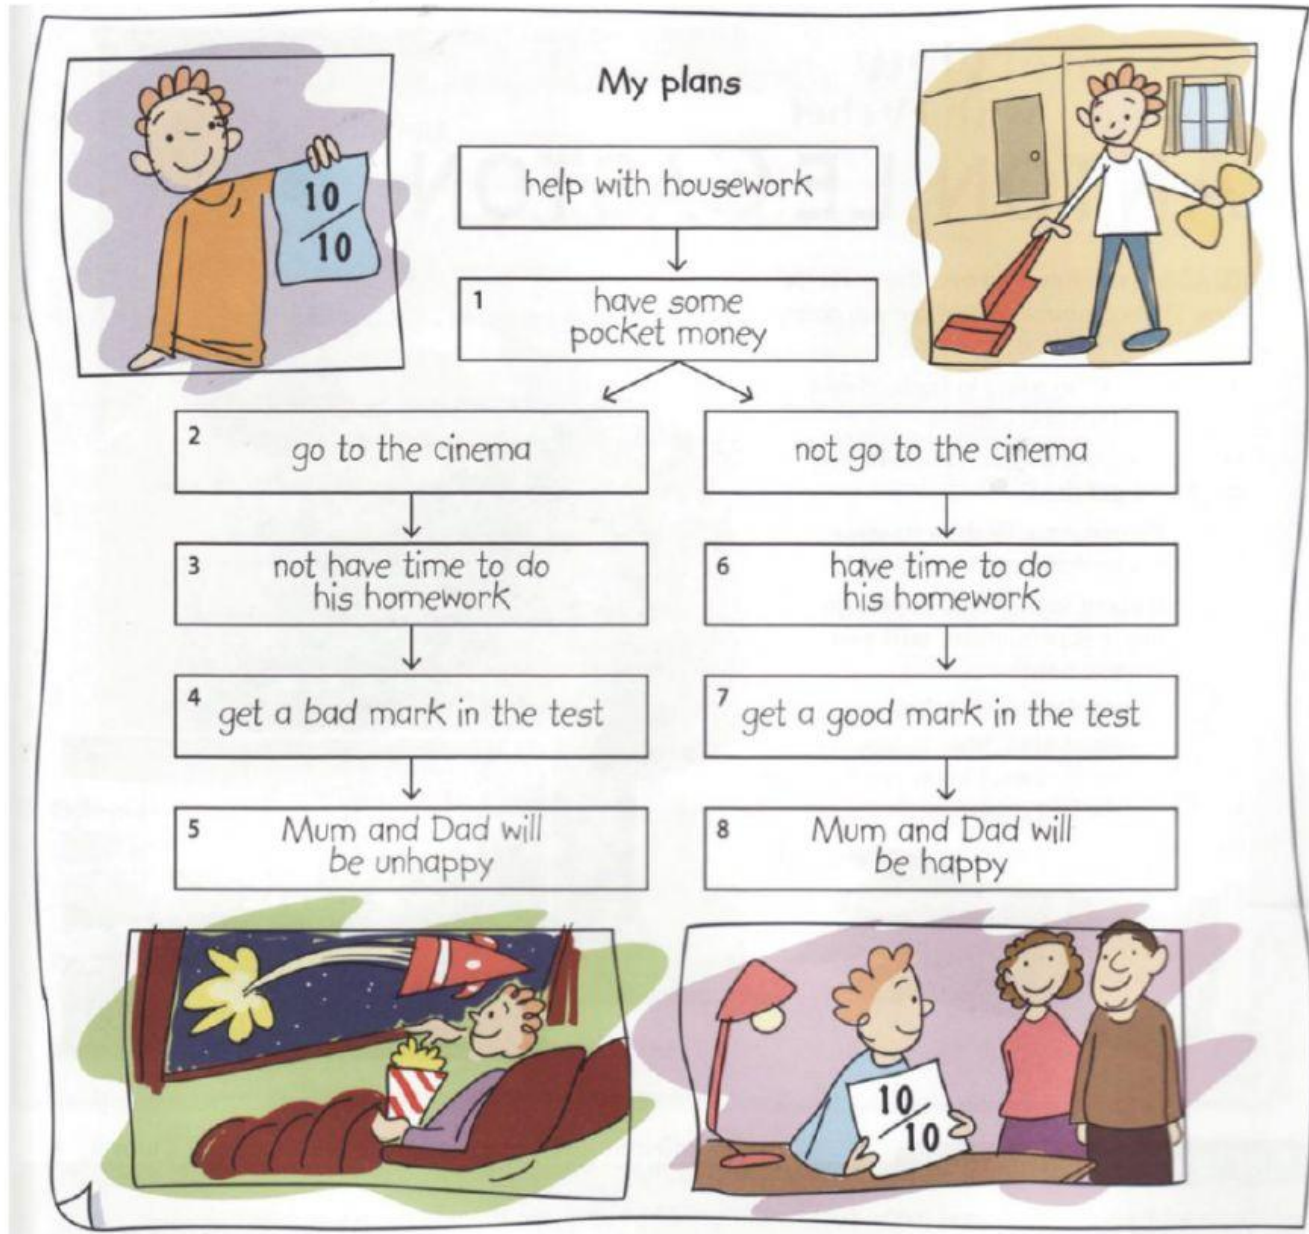 My plans
10
10
help with housework
1 have some
pocket money
2 go to the cinema
not go to the cinema
3 not have time to do
his homework
6 have time to do
his homework
4 get a bad mark in the test
7 get a good mark in the test
5 Mum and Dad will
be unhappy
8 Mum and Dad will
be happy
10
10